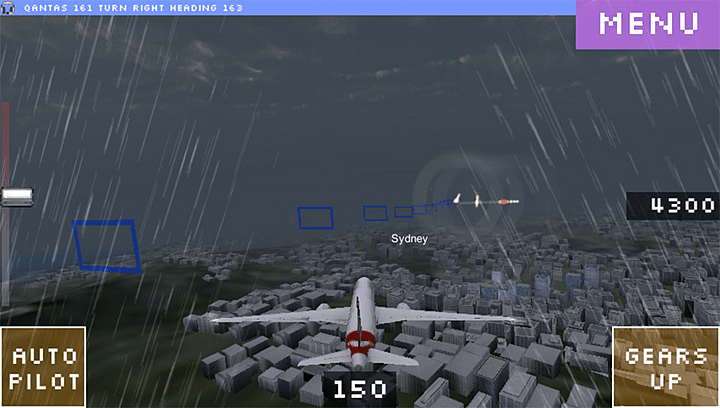 QANTAS 161 TURN RIGHT HEADING 163
MENU
4300
Sydney
AUTO
PILOT
150
GEARS
UP